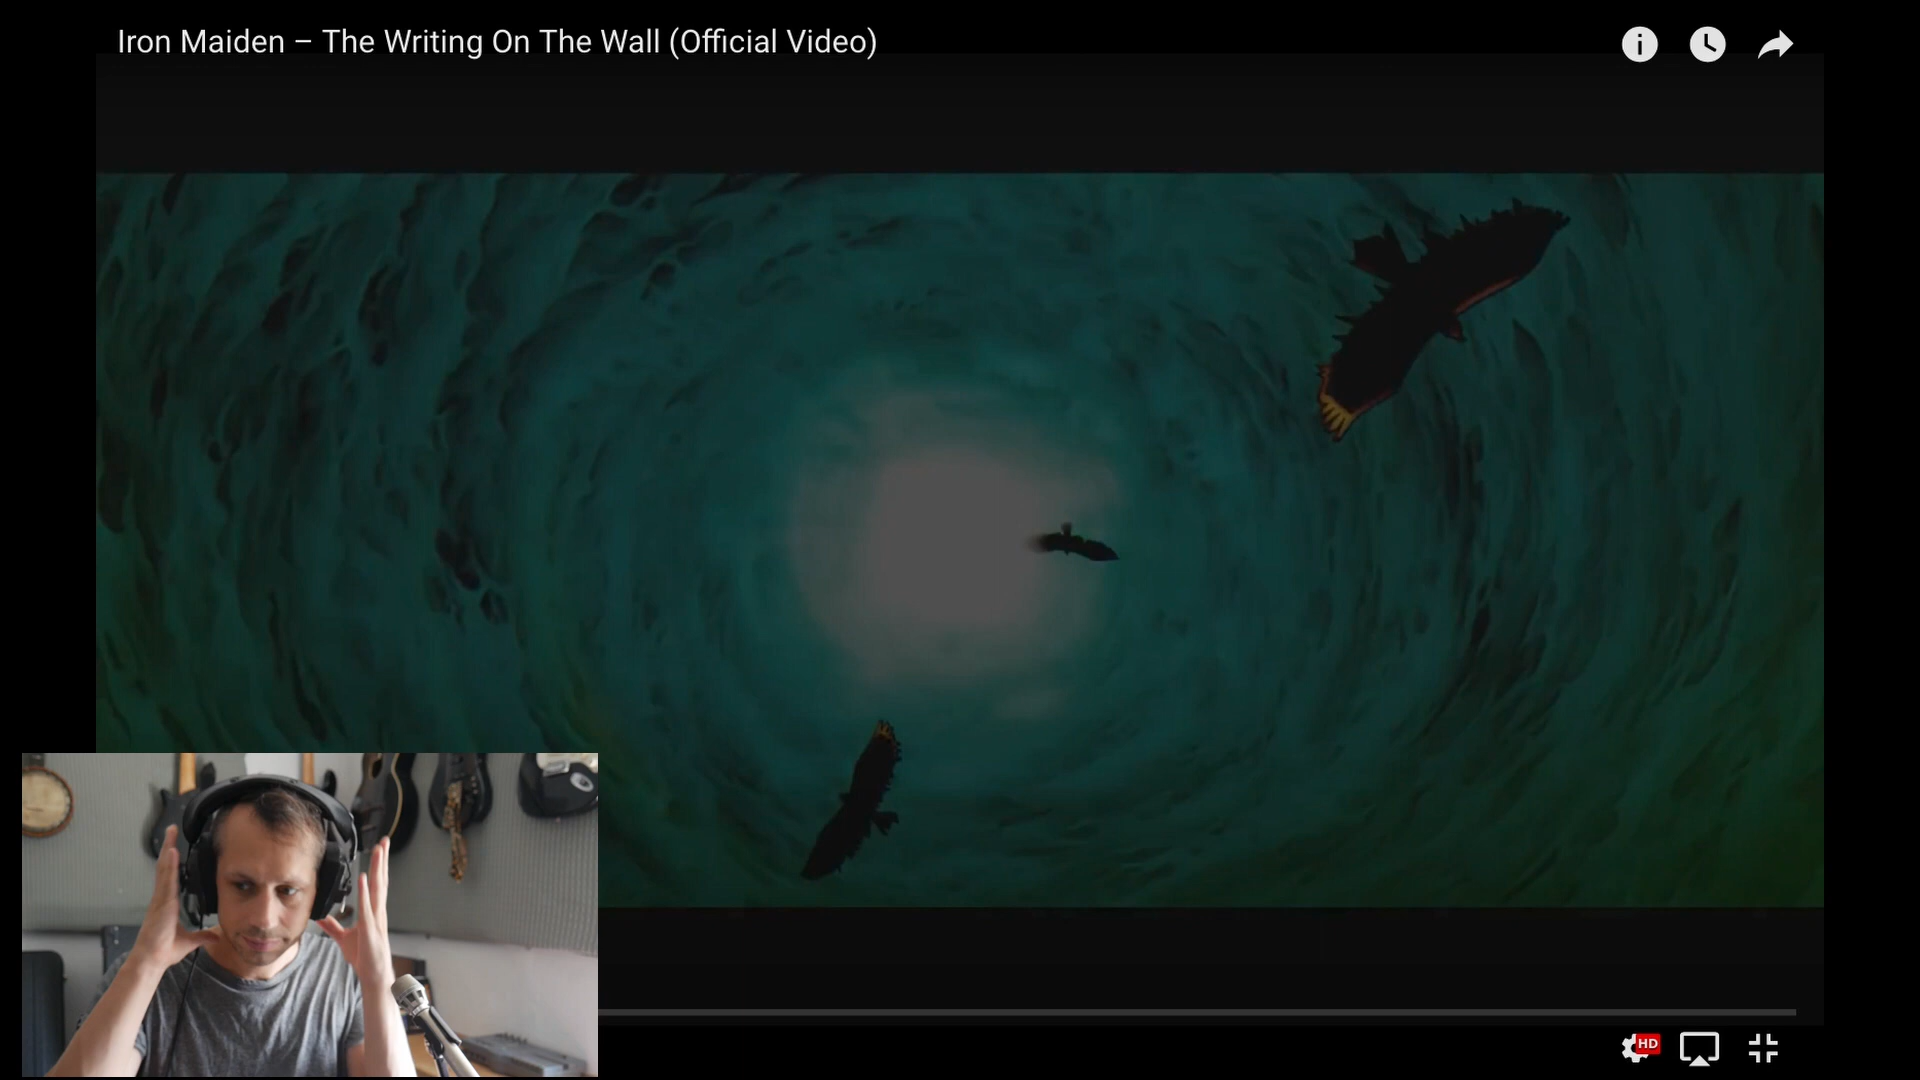 Iron Maiden – The Writing On The Wall (Official Video)
HD